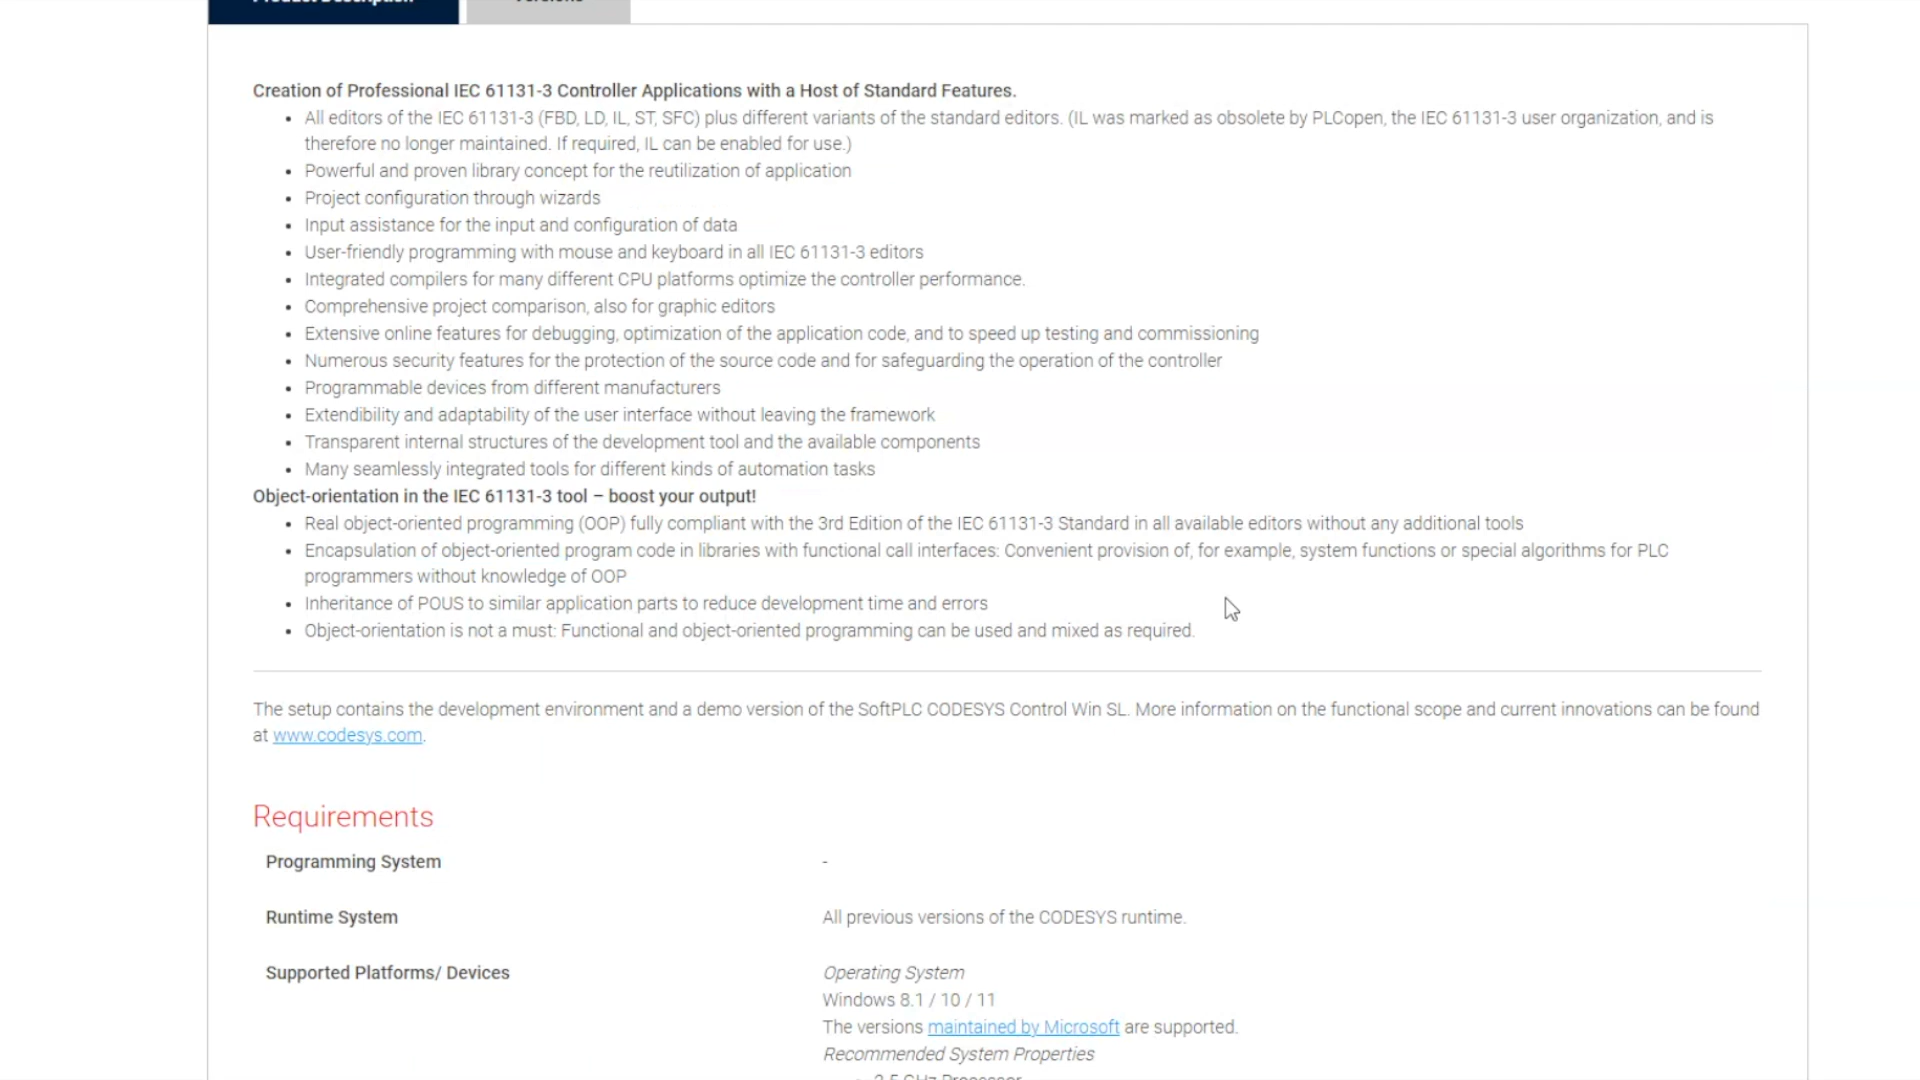 Product Description Versions
Creation of Professional IEC 61131-3 Controller Applications with a Host of Standard Features.
• All editors of the IEC 61131-3 (FBD, LD, IL, ST, SFC) plus different variants of the standard editors. (IL was marked as obsolete by PLCopen, the IEC 61131-3 user organization, and is
therefore no longer maintained. If required, IL can be enabled for use.)
• Powerful and proven library concept for the reutilization of application
• Project configuration through wizards
• Input assistance for the input and configuration of data
• User-friendly programming with mouse and keyboard in all IEC 61131-3 editors
• Integrated compilers for many different CPU platforms optimize the controller performance.
• Comprehensive project comparison, also for graphic editors
• Extensive online features for debugging, optimization of the application code, and to speed up testing and commissioning
• Numerous security features for the protection of the source code and for safeguarding the operation of the controller
• Programmable devices from different manufacturers
• Extendibility and adaptability of the user interface without leaving the framework
• Transparent internal structures of the development tool and the available components
• Many seamlessly integrated tools for different kinds of automation tasks
Object-orientation in the IEC 61131-3 tool – boost your output!
• Real object-oriented programming (OOP) fully compliant with the 3rd Edition of the IEC 61131-3 Standard in all available editors without any additional tools
• Encapsulation of object-oriented program code in libraries with functional call interfaces: Convenient provision of, for example, system functions or special algorithms for PLC
programmers without knowledge of OOP
• Inheritance of POUS to similar application parts to reduce development time and errors
• Object-orientation is not a must: Functional and object-oriented programming can be used and mixed as required.
The setup contains the development environment and a demo version of the SoftPLC CODESYS Control Win SL. More information on the functional scope and current innovations can be found
at www.codesys.com.
Requirements
Programming System -
Runtime System All previous versions of the CODESYS runtime.
Supported Platforms/ Devices Operating System
Windows 8.1 / 10 / 11
The versions maintained by Microsoft are supported.
Recommended System Properties
• 2.5 GHz Processor